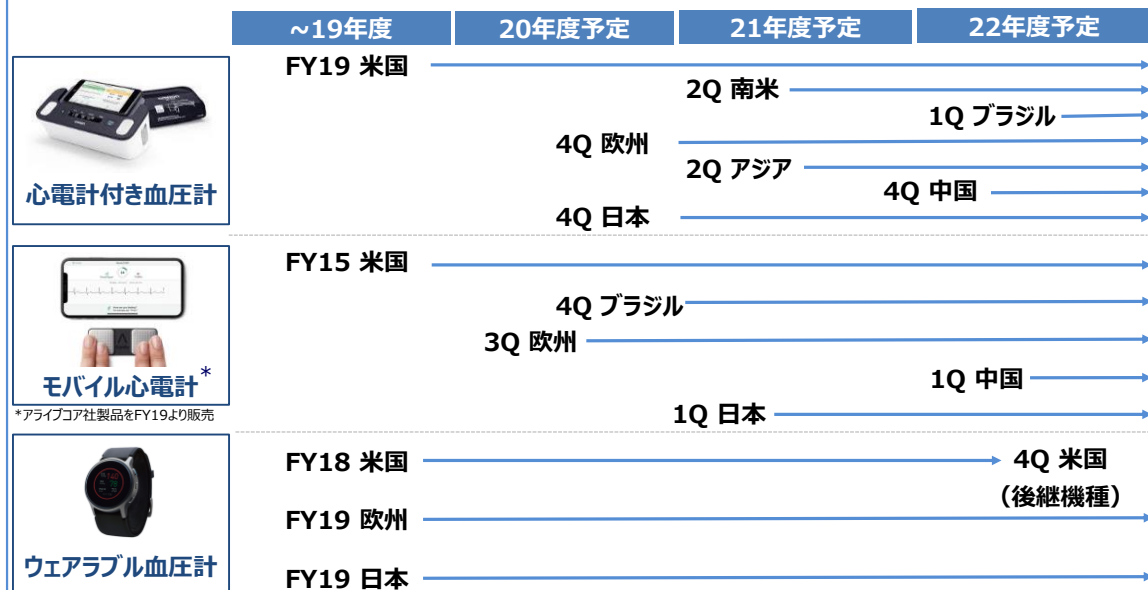 ~19年度 20年度予定 21年度予定 22年度予定
FY19 米国
2Q 南米
1Q ブラジル
4Q 欧州
2Q アジア
4Q 中国
4Q 日本
心電計付き血圧計
FY15 米国
4Q ブラジル
3Q 欧州
1Q 中国
1Q 日本
モバイル心電計*
*アライブコア社製品をFY19より販売
FY18 米国
4Q 米国
（後継機種）
FY19 欧州
FY19 日本
ウェアラブル血圧計